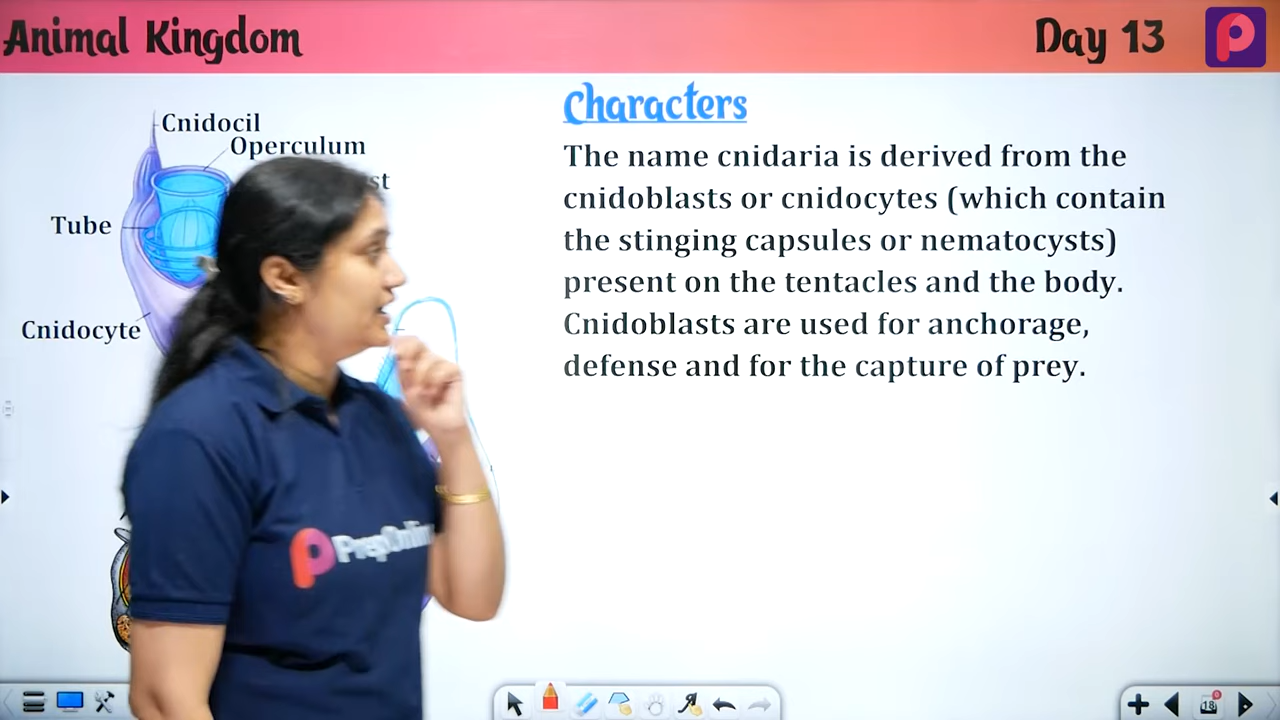 Animal Kingdom
Day 13
Cnidocil
Operculum
Tube
Cnidocyte
Characters
The name cnidaria is derived from the
cnidoblasts or cnidocytes (which contain
the stinging capsules or nematocysts)
present on the tentacles and the body.
Cnidoblasts are used for anchorage,
defense and for the capture of prey.
PrepOnline
18